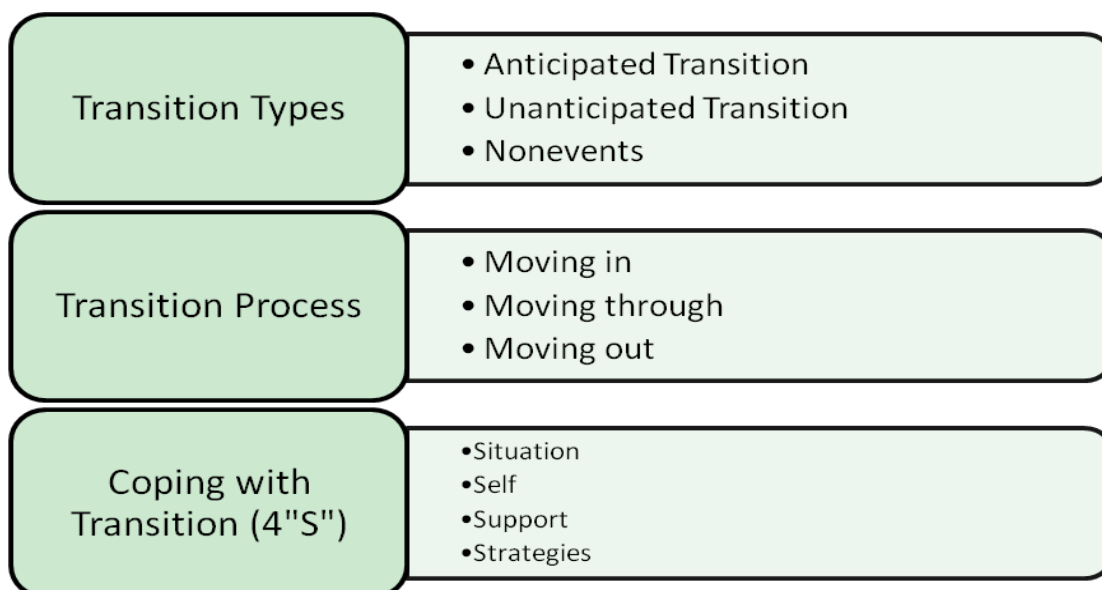 Transition Types
• Anticipated Transition
• Unanticipated Transition
• Nonevents
Transition Process
• Moving in
• Moving through
• Moving out
Coping with
Transition (4"S")
•Situation
•Self
•Support
•Strategies